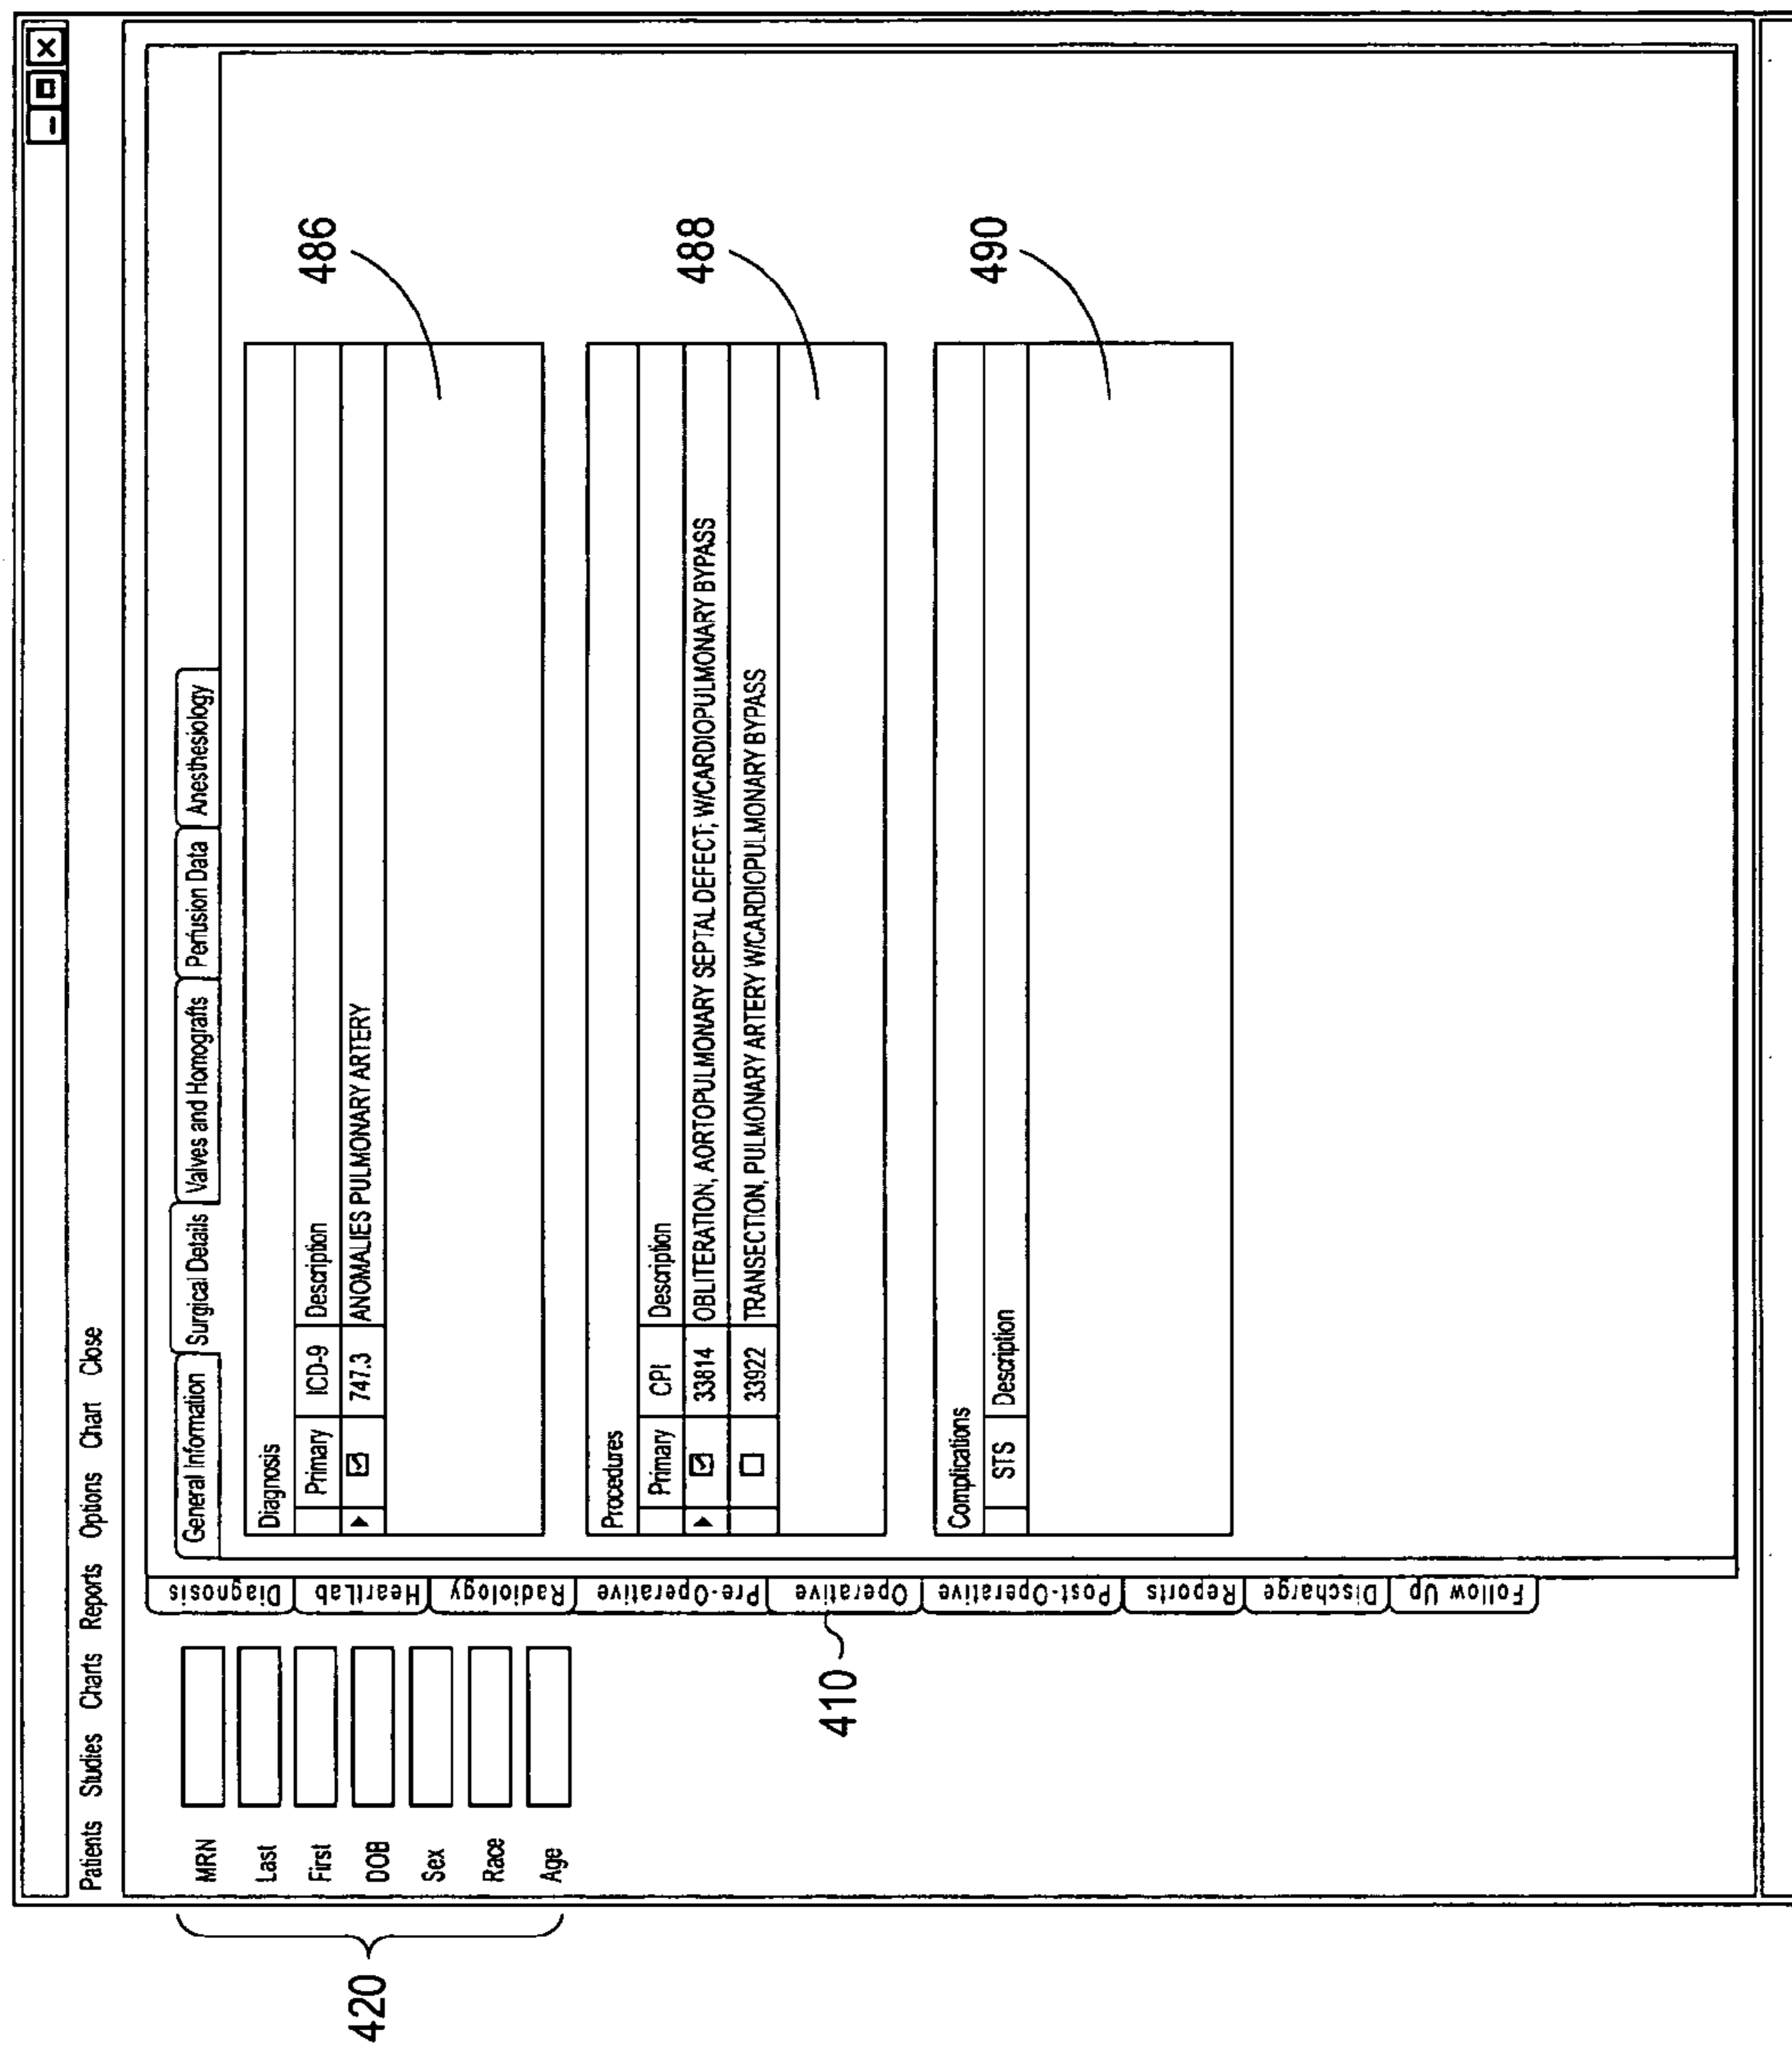 Patients Studies Charts Reports Options Chart Close
MRN
Last
First
DOB
Sex
Race
Age
420
Diagnosis
HeartLab
Radiology
Pre-Operative
Operative
Post-Operative
Reports
Discharge
Follow Up
410
General Information Surgical Details Valves and Homografts Perfusion Data Anesthesiology
Diagnosis
Primary ICD-9 Description
747.3 ANOMALIES PULMONARY ARTERY
486
Procedures
Primary CPI Description
33814 OBLITERATION, AORTOPULMONARY SEPTAL DEFECT; W/CARDIOPULMONARY BYPASS
33922 TRANSECTION, PULMONARY ARTERY W/CARDIOPULMONARY BYPASS
488
Complications
STS Description
490